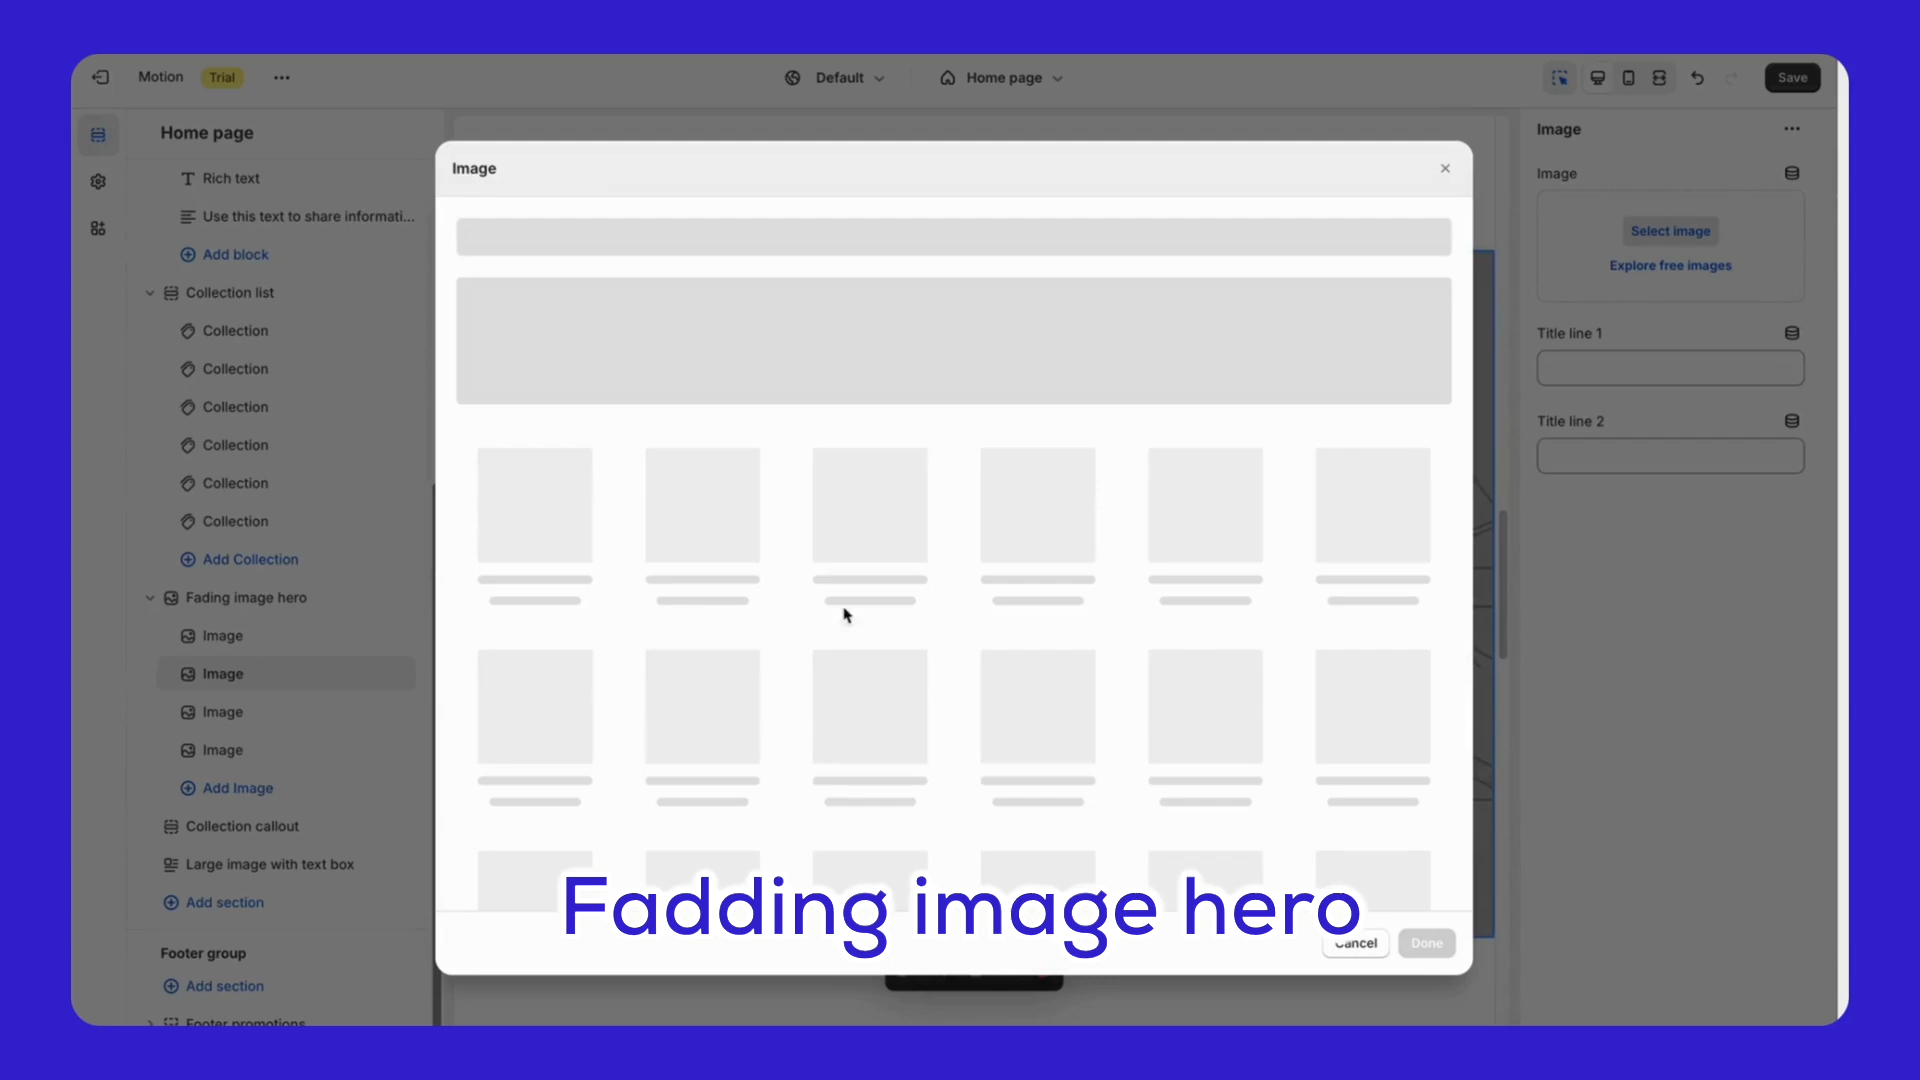 Motion
Trial
Default
Home page
Save
Home page
Rich text
Use this text to share informati...
Add block
Collection list
Collection
Collection
Collection
Collection
Collection
Collection
Add Collection
Fading image hero
Image
Image
Image
Image
Add Image
Collection callout
Large image with text box
Add section
Footer group
Add section
Footer promotions
Image
Cancel
Done
Fadding image hero
Image
Image
Select image
Explore free images
Title line 1
Title line 2